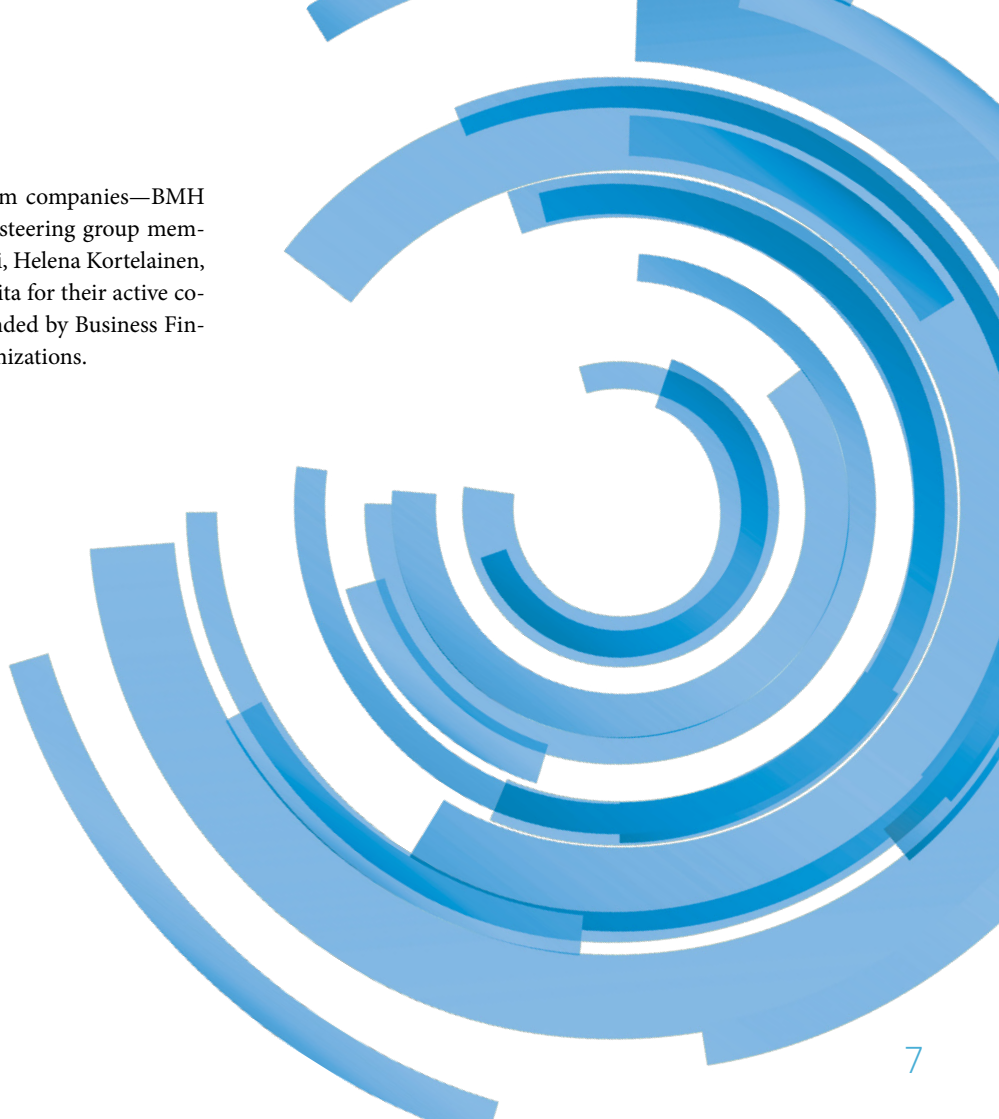 m companies—BMH
steering group mem-
i, Helena Kortelainen,
ita for their active co-
nded by Business Fin-
nizations.
7